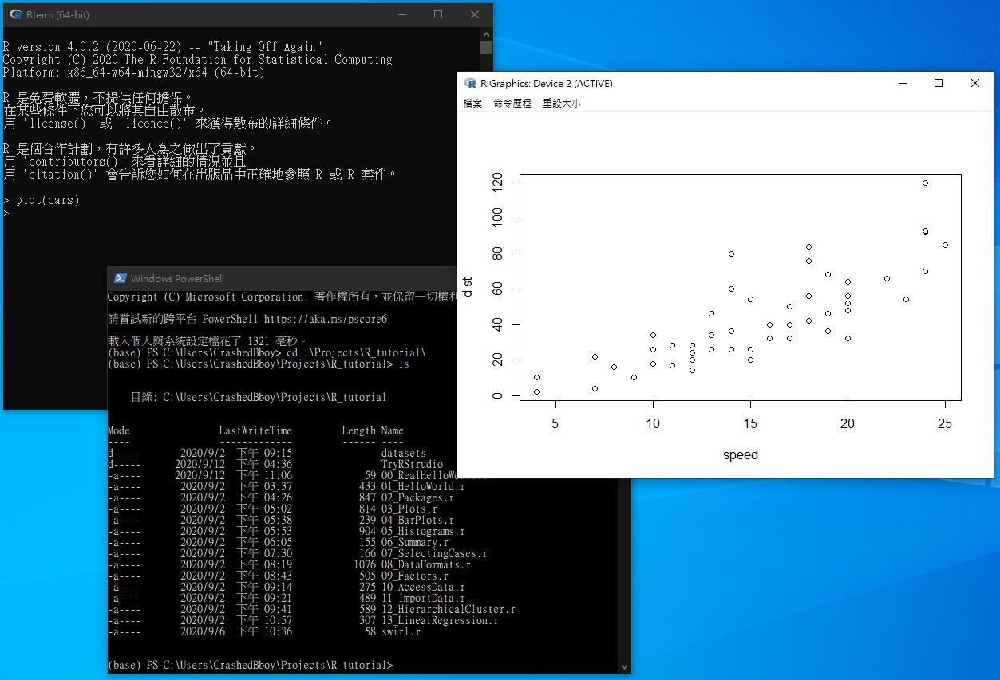 Rterm (64-bit)
R version 4.0.2 (2020-06-22) -- "Taking Off Again"
Copyright (C) 2020 The R Foundation for Statistical Computing
Platform: x86_64-w64-mingw32/x64 (64-bit)
R 是免費軟體，不提供任何擔保。
在某些條件下您可以將其自由散布。
用 'license()' 或 'licence()' 來獲得散布的詳細條件。
R 是個合作計劃，有許多人為之做出了貢獻。
用 'contributors()' 來看詳細的情況並且
用 'citation()' 會告訴您如何在出版品中正確地參照 R 或 R 套件。
> plot(cars)
>
R Graphics: Device 2 (ACTIVE)
檔案 命令歷程 重設大小
dist
120
100
80
60
40
20
0
5 10 15 20 25
speed
Windows PowerShell
Copyright (C) Microsoft Corporation. 著作權所有，並保留一切權利
請嘗試新的跨平台 PowerShell https://aka.ms/pscore6
載入個人與系統設定檔花了 1321 毫秒。
(base) PS C:\Users\CrashedBboy> cd .\Projects\R_tutorial\
(base) PS C:\Users\CrashedBboy\Projects\R_tutorial> ls
目錄: C:\Users\CrashedBboy\Projects\R_tutorial
Mode LastWriteTime Length Name
---- ------------- ------ ----
d----- 2020/9/2 下午 09:15 datasets
d----- 2020/9/12 下午 04:36 TryRStrudio
-a---- 2020/9/12 下午 11:06 59 00_RealHelloWorld.r
-a---- 2020/9/2 下午 03:37 433 01_HelloWorld.r
-a---- 2020/9/2 下午 04:26 847 02_Packages.r
-a---- 2020/9/2 下午 05:02 814 03_Plots.r
-a---- 2020/9/2 下午 05:38 239 04_BarPlots.r
-a---- 2020/9/2 下午 05:53 904 05_Histograms.r
-a---- 2020/9/2 下午 06:05 155 06_Summary.r
-a---- 2020/9/2 下午 07:30 166 07_SelectingCases.r
-a---- 2020/9/2 下午 08:19 1076 08_DataFormats.r
-a---- 2020/9/2 下午 08:43 505 09_Factors.r
-a---- 2020/9/2 下午 09:14 275 10_AccessData.r
-a---- 2020/9/2 下午 09:21 489 11_ImportData.r
-a---- 2020/9/2 下午 09:41 589 12_HierarchicalCluster.r
-a---- 2020/9/2 下午 10:57 307 13_LinearRegression.r
-a---- 2020/9/6 下午 10:36 58 swirl.r
(base) PS C:\Users\CrashedBboy\Projects\R_tutorial>